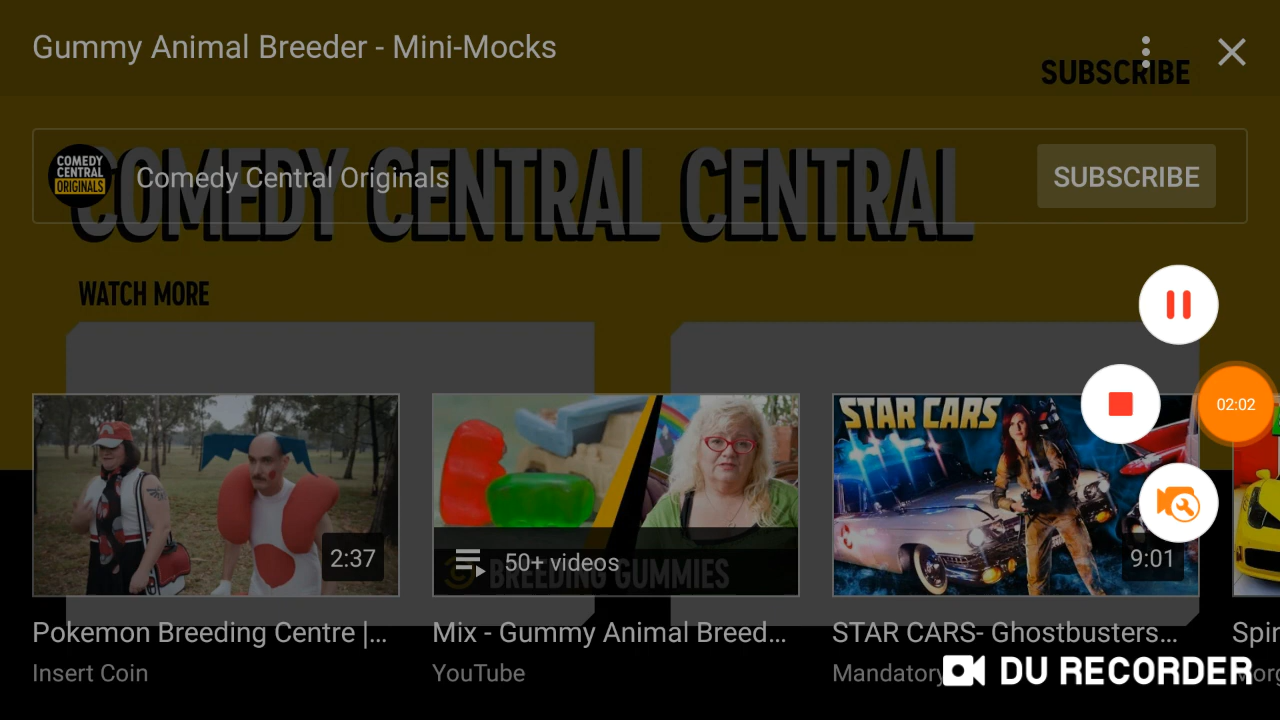 Gummy Animal Breeder - Mini-Mocks
SUBSCRIBE
COMEDY CENTRAL ORIGINALS
Comedy Central Originals
SUBSCRIBE
COMEDY CENTRAL CENTRAL
WATCH MORE
02:02
STAR CARS
2:37
50+ videos
BREEDING GUMMIES
9:01
Pokemon Breeding Centre |...
Mix - Gummy Animal Breed...
STAR CARS- Ghostbusters...
Insert Coin
YouTube
Mandatory
DU RECORDER